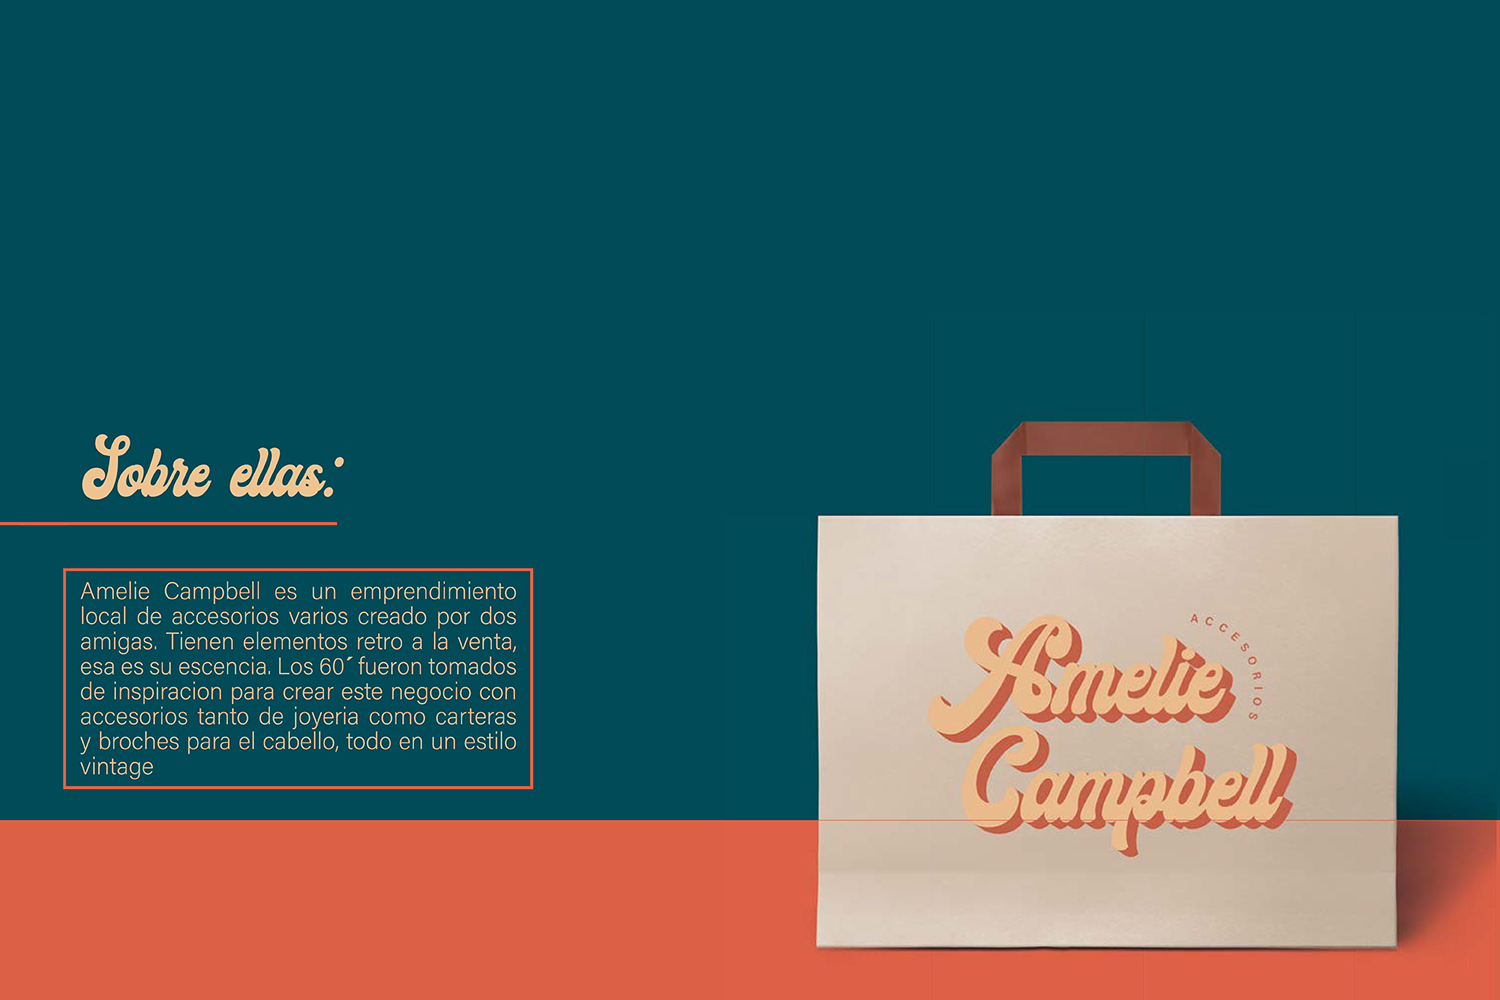 Sobre ellas:
Amelie Campbell es un emprendimiento
local de accesorios varios creado por dos
amigas. Tienen elementos retro a la venta,
esa es su escencia. Los 60´ fueron tomados
de inspiracion para crear este negocio con
accesorios tanto de joyeria como carteras
y broches para el cabello, todo en un estilo
vintage
ACCESORIOS
Amelie
Campbell